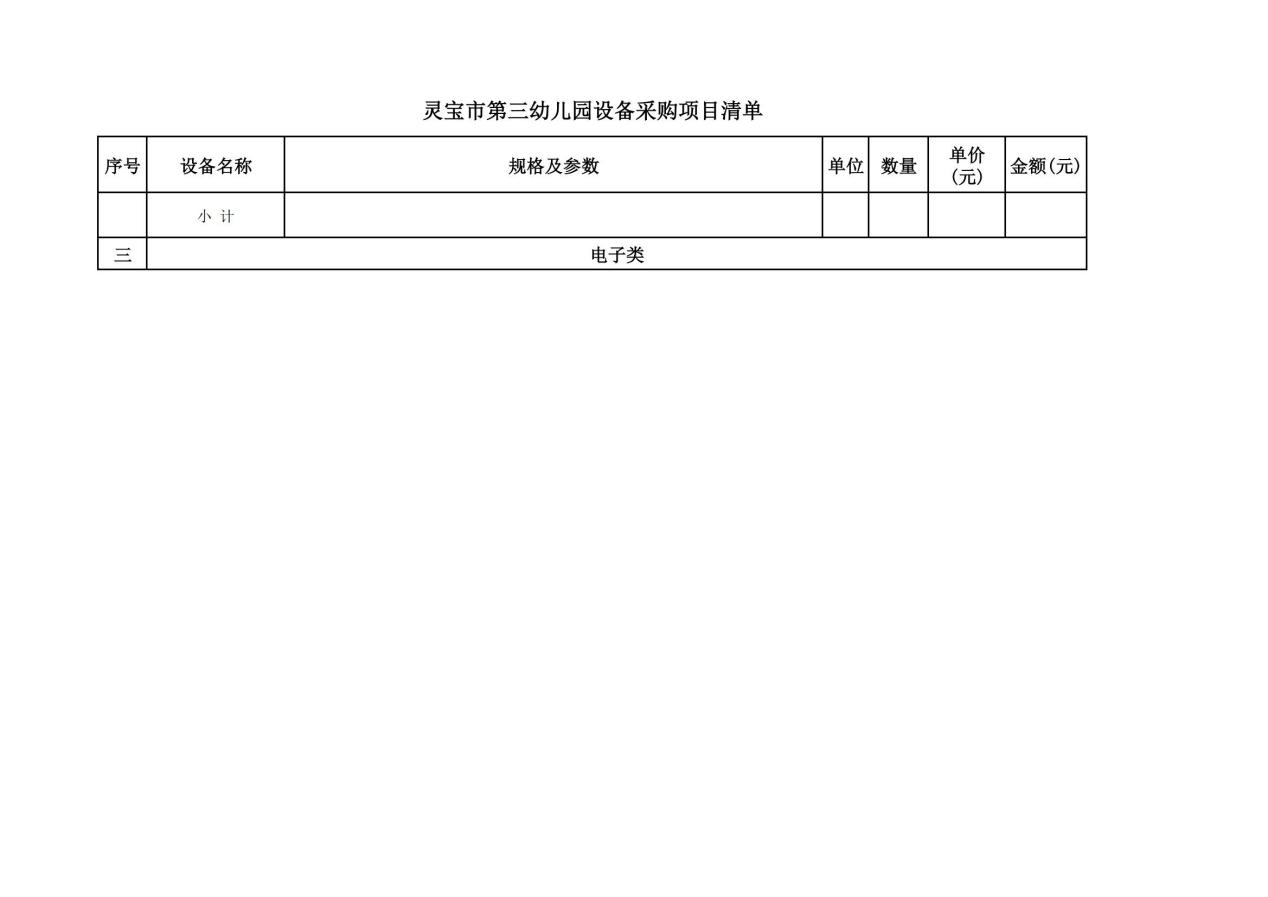 灵宝市第三幼儿园设备采购项目清单
序号 设备名称 规格及参数 单位 数量 单价(元) 金额(元)
小 计
三 电子类